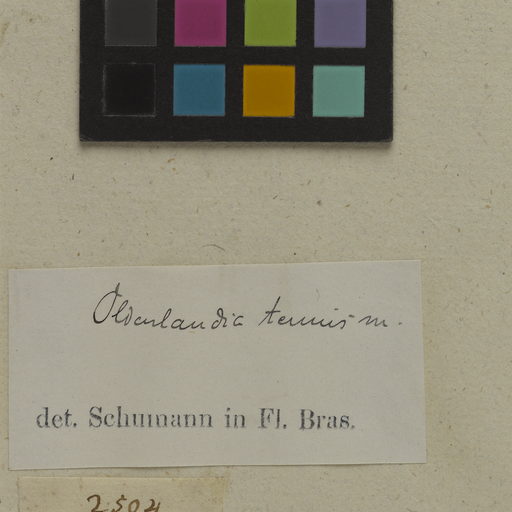 Oldenlandia tenuis m.
det. Schumann in Fl. Bras.
2504